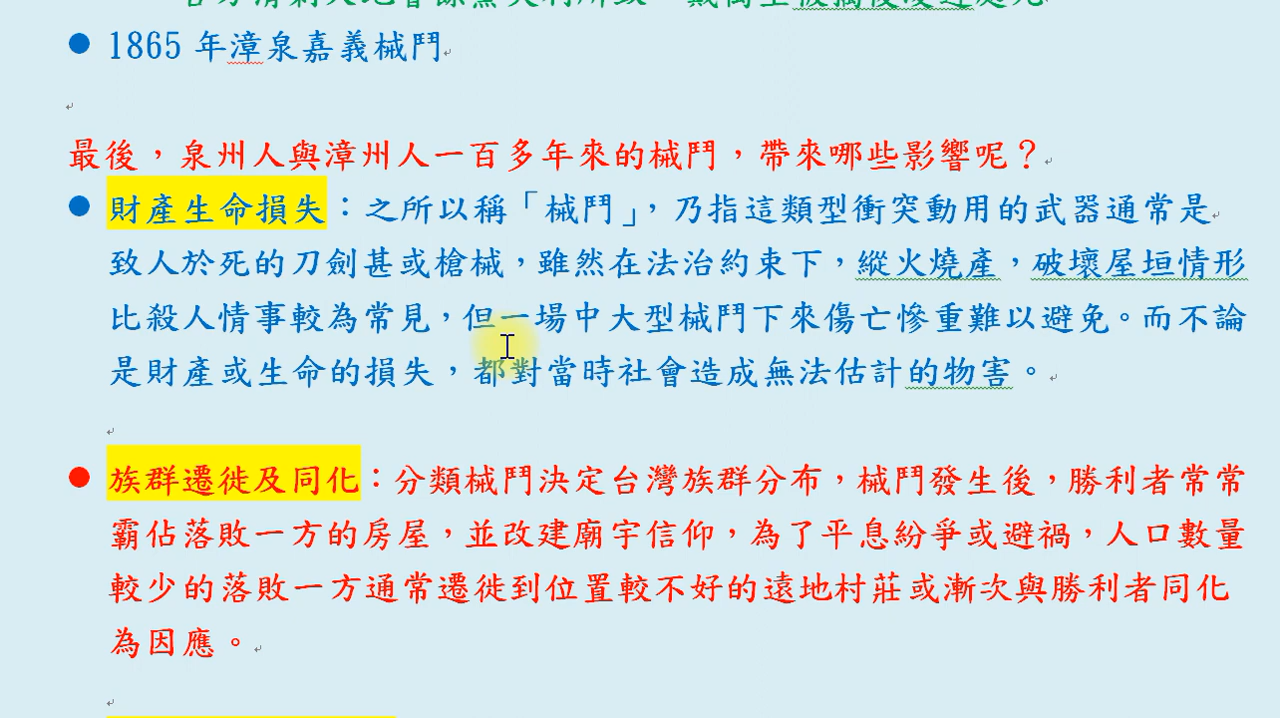 1865 年漳泉嘉義械鬥
最後，泉州人與漳州人一百多年來的械鬥，帶來哪些影響呢？
財產生命損失：之所以稱「械鬥」，乃指這類型衝突動用的武器通常是
致人於死的刀劍甚或槍械，雖然在法治約束下，縱火燒產，破壞屋垣情形
比殺人情事較為常見，但一場中大型械鬥下來傷亡慘重難以避免。而不論
是財產或生命的損失，都對當時社會造成無法估計的物害。
族群遷徙及同化：分類械鬥決定台灣族群分布，械鬥發生後，勝利者常常
霸佔落敗一方的房屋，並改建廟宇信仰，為了平息紛爭或避禍，人口數量
較少的落敗一方通常遷徙到位置較不好的遠地村莊或漸次與勝利者同化
為因應。